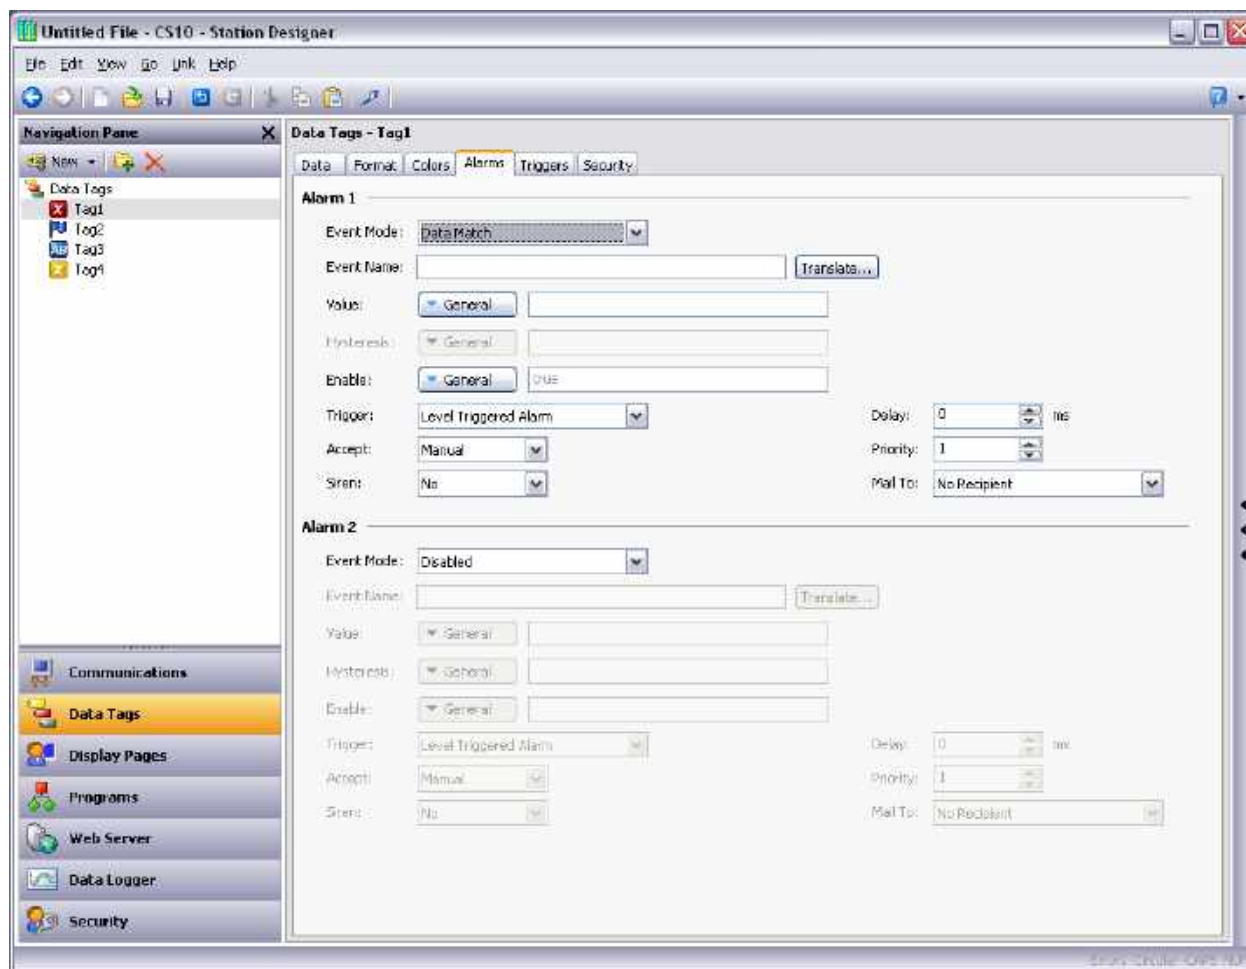 Untitled File - CS10 - Station Designer
File Edit View Go Link Help
Navigation Pane
New
Data Tags
Tag1
Tag2
Tag3
Tag4
Communications
Data Tags
Display Pages
Programs
Web Server
Data Logger
Security
Data Tags - Tag1
Data Format Colors Alarms Triggers Security
Alarm 1
Event Mode: Data Match
Event Name: Translate...
Value: General
Hysteresis: General
Enable: General true
Trigger: Level Triggered Alarm Delay: 0 ms
Accept: Manual Priority: 1
Siren: No Mail To: No Recipient
Alarm 2
Event Mode: Disabled
Event Name: Translate...
Value: General
Hysteresis: General
Enable: General
Trigger: Level Triggered Alarm Delay: 0 ms
Accept: Manual Priority: 1
Siren: No Mail To: No Recipient